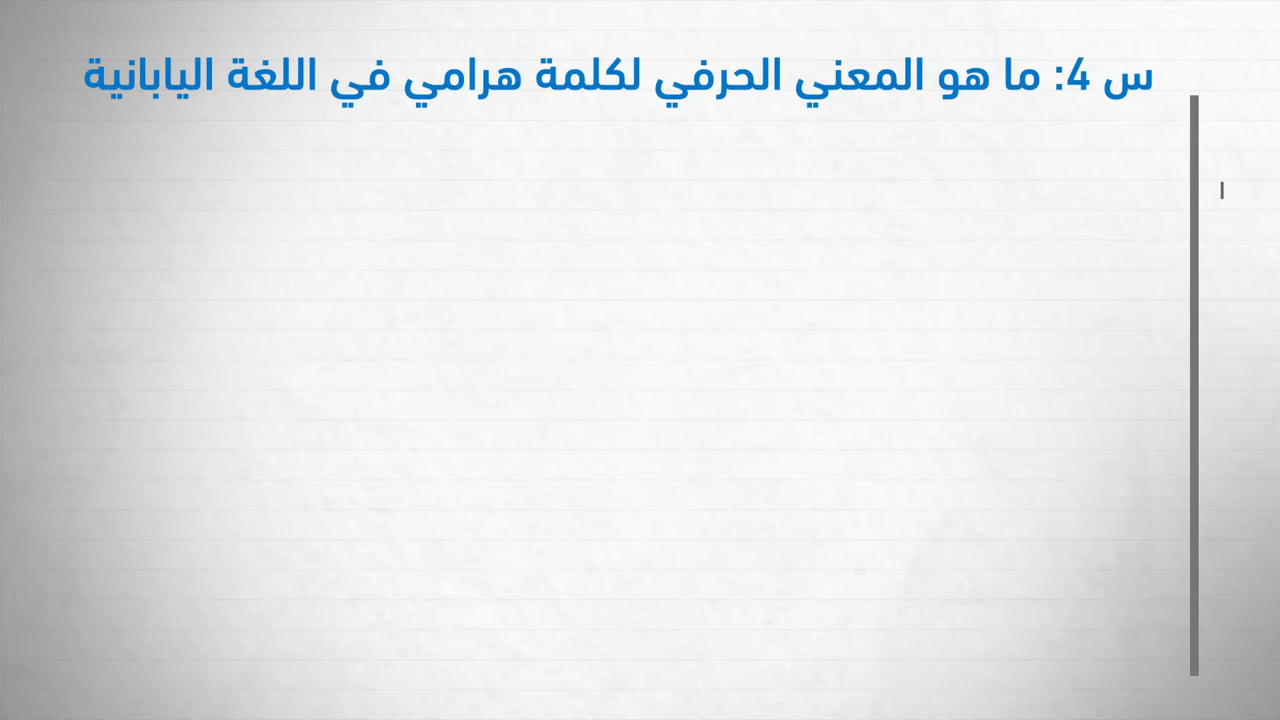 س 4: ما هو المعني الحرفي لكلمة هرامي في اللغة اليابانية
ا